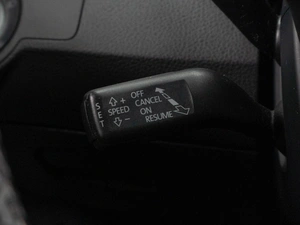 SET
+ OFF
SPEED CANCEL
- ON
RESUME